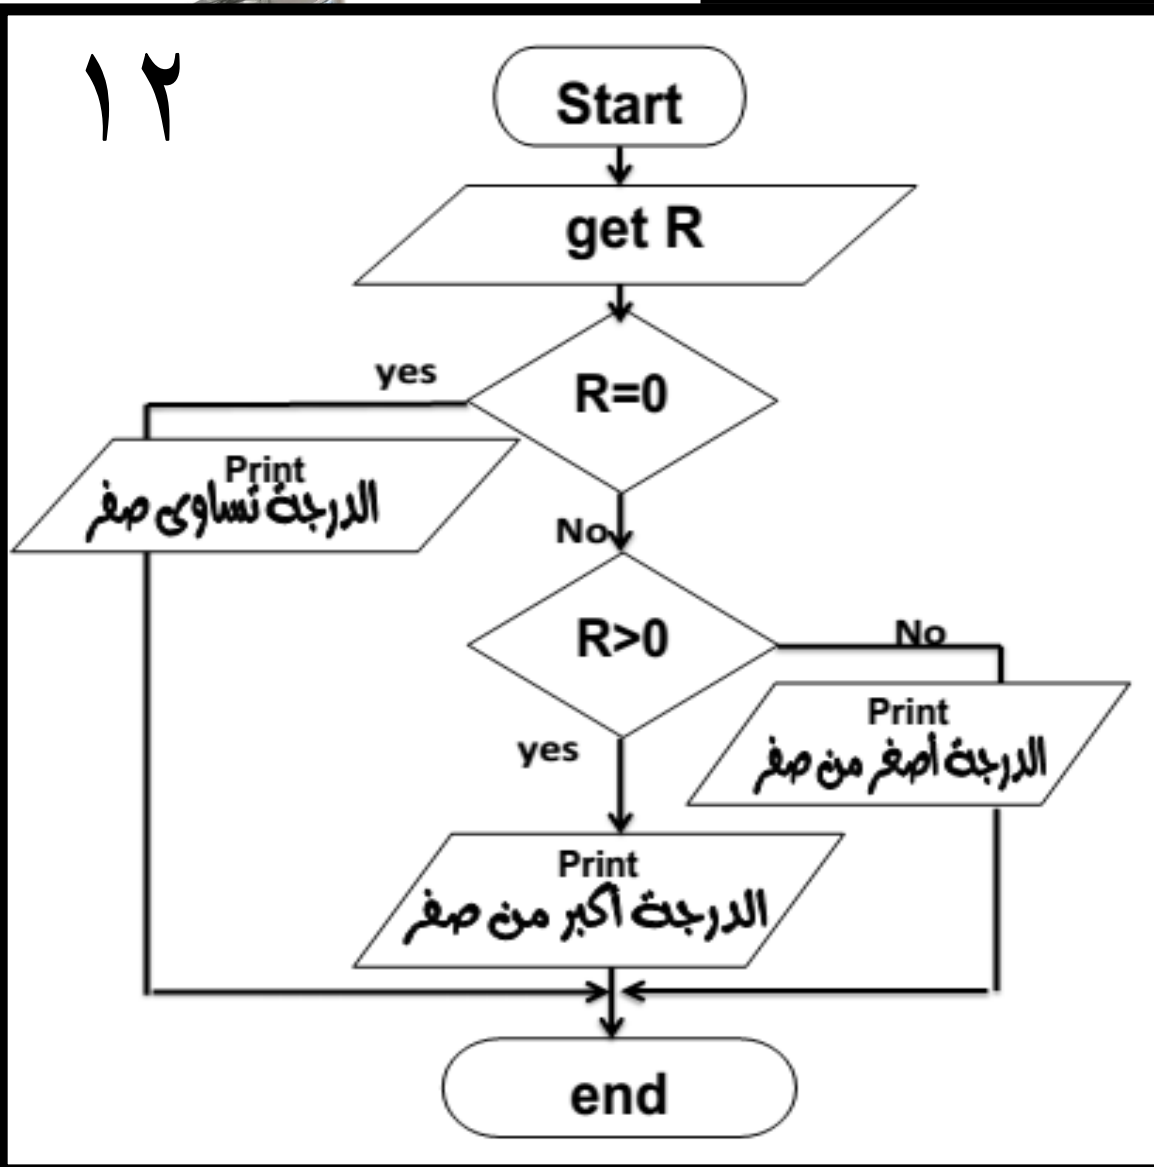 ١٢
Start
get R
R=0
yes
Print
الدرجة تساوى صفر
No
R>0
No
Print
الدرجة أصغر من صفر
yes
Print
الدرجة أكبر من صفر
end